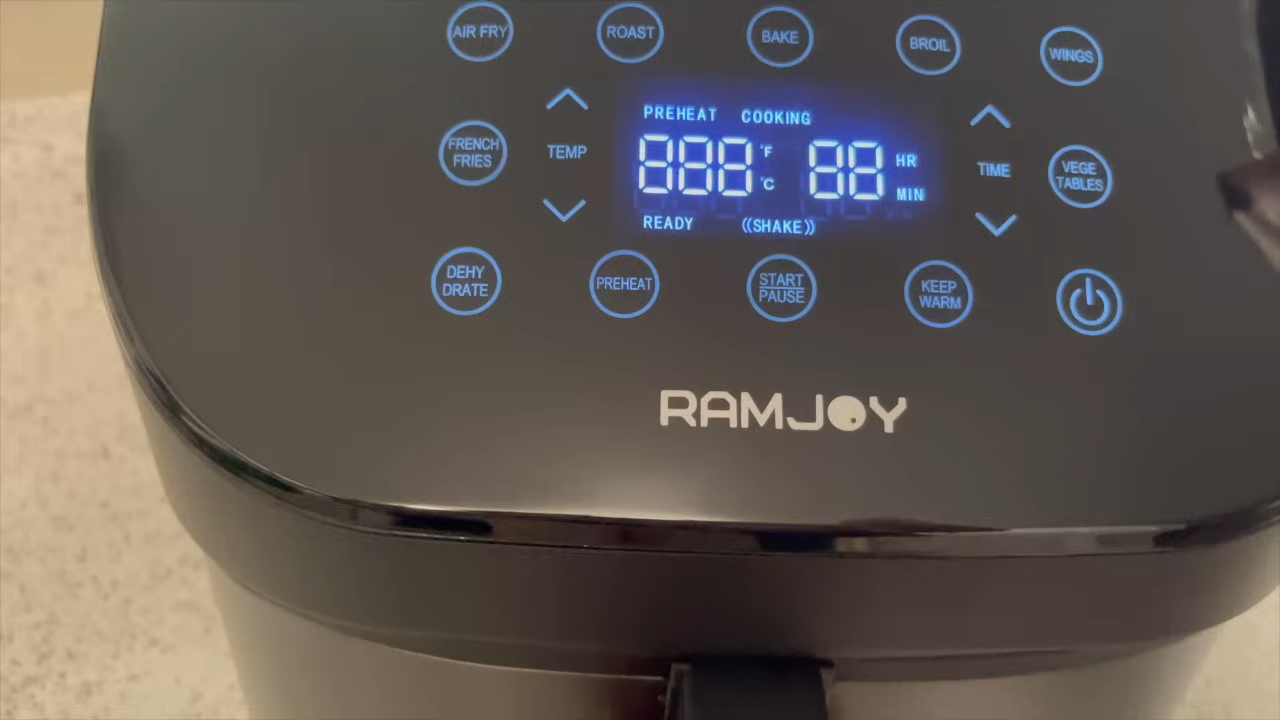 AIR FRY
ROAST
BAKE
BROIL
WINGS
PREHEAT COOKING
FRENCH
FRIES
TEMP
888 °F
°C
88 HR
MIN
TIME
VEGE
TABLES
READY ((SHAKE))
DEHY
DRATE
PREHEAT
START
PAUSE
KEEP
WARM
RAMJOY